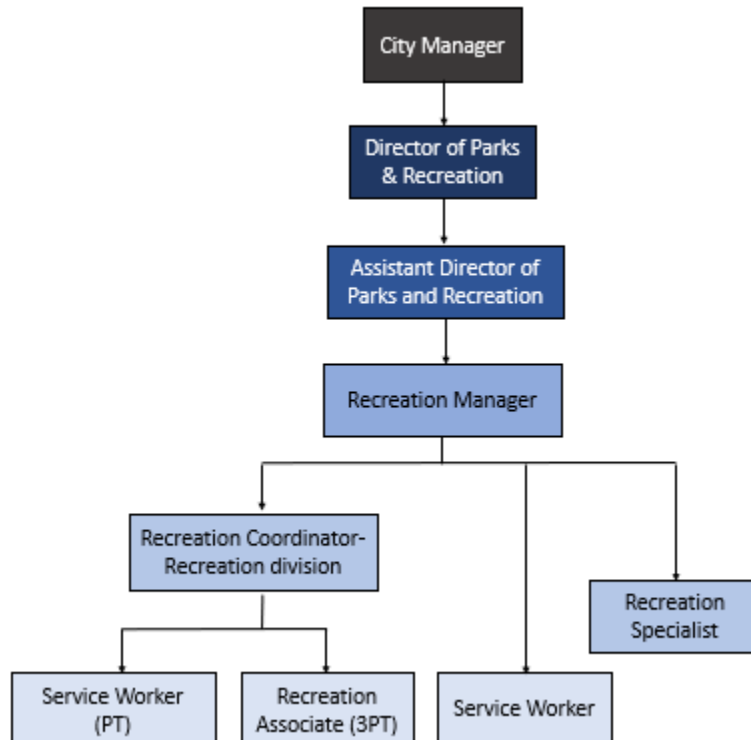 City Manager
Director of Parks
& Recreation
Assistant Director of
Parks and Recreation
Recreation Manager
Recreation Coordinator-
Recreation division
Recreation
Specialist
Service Worker
(PT)
Recreation
Associate (3PT)
Service Worker